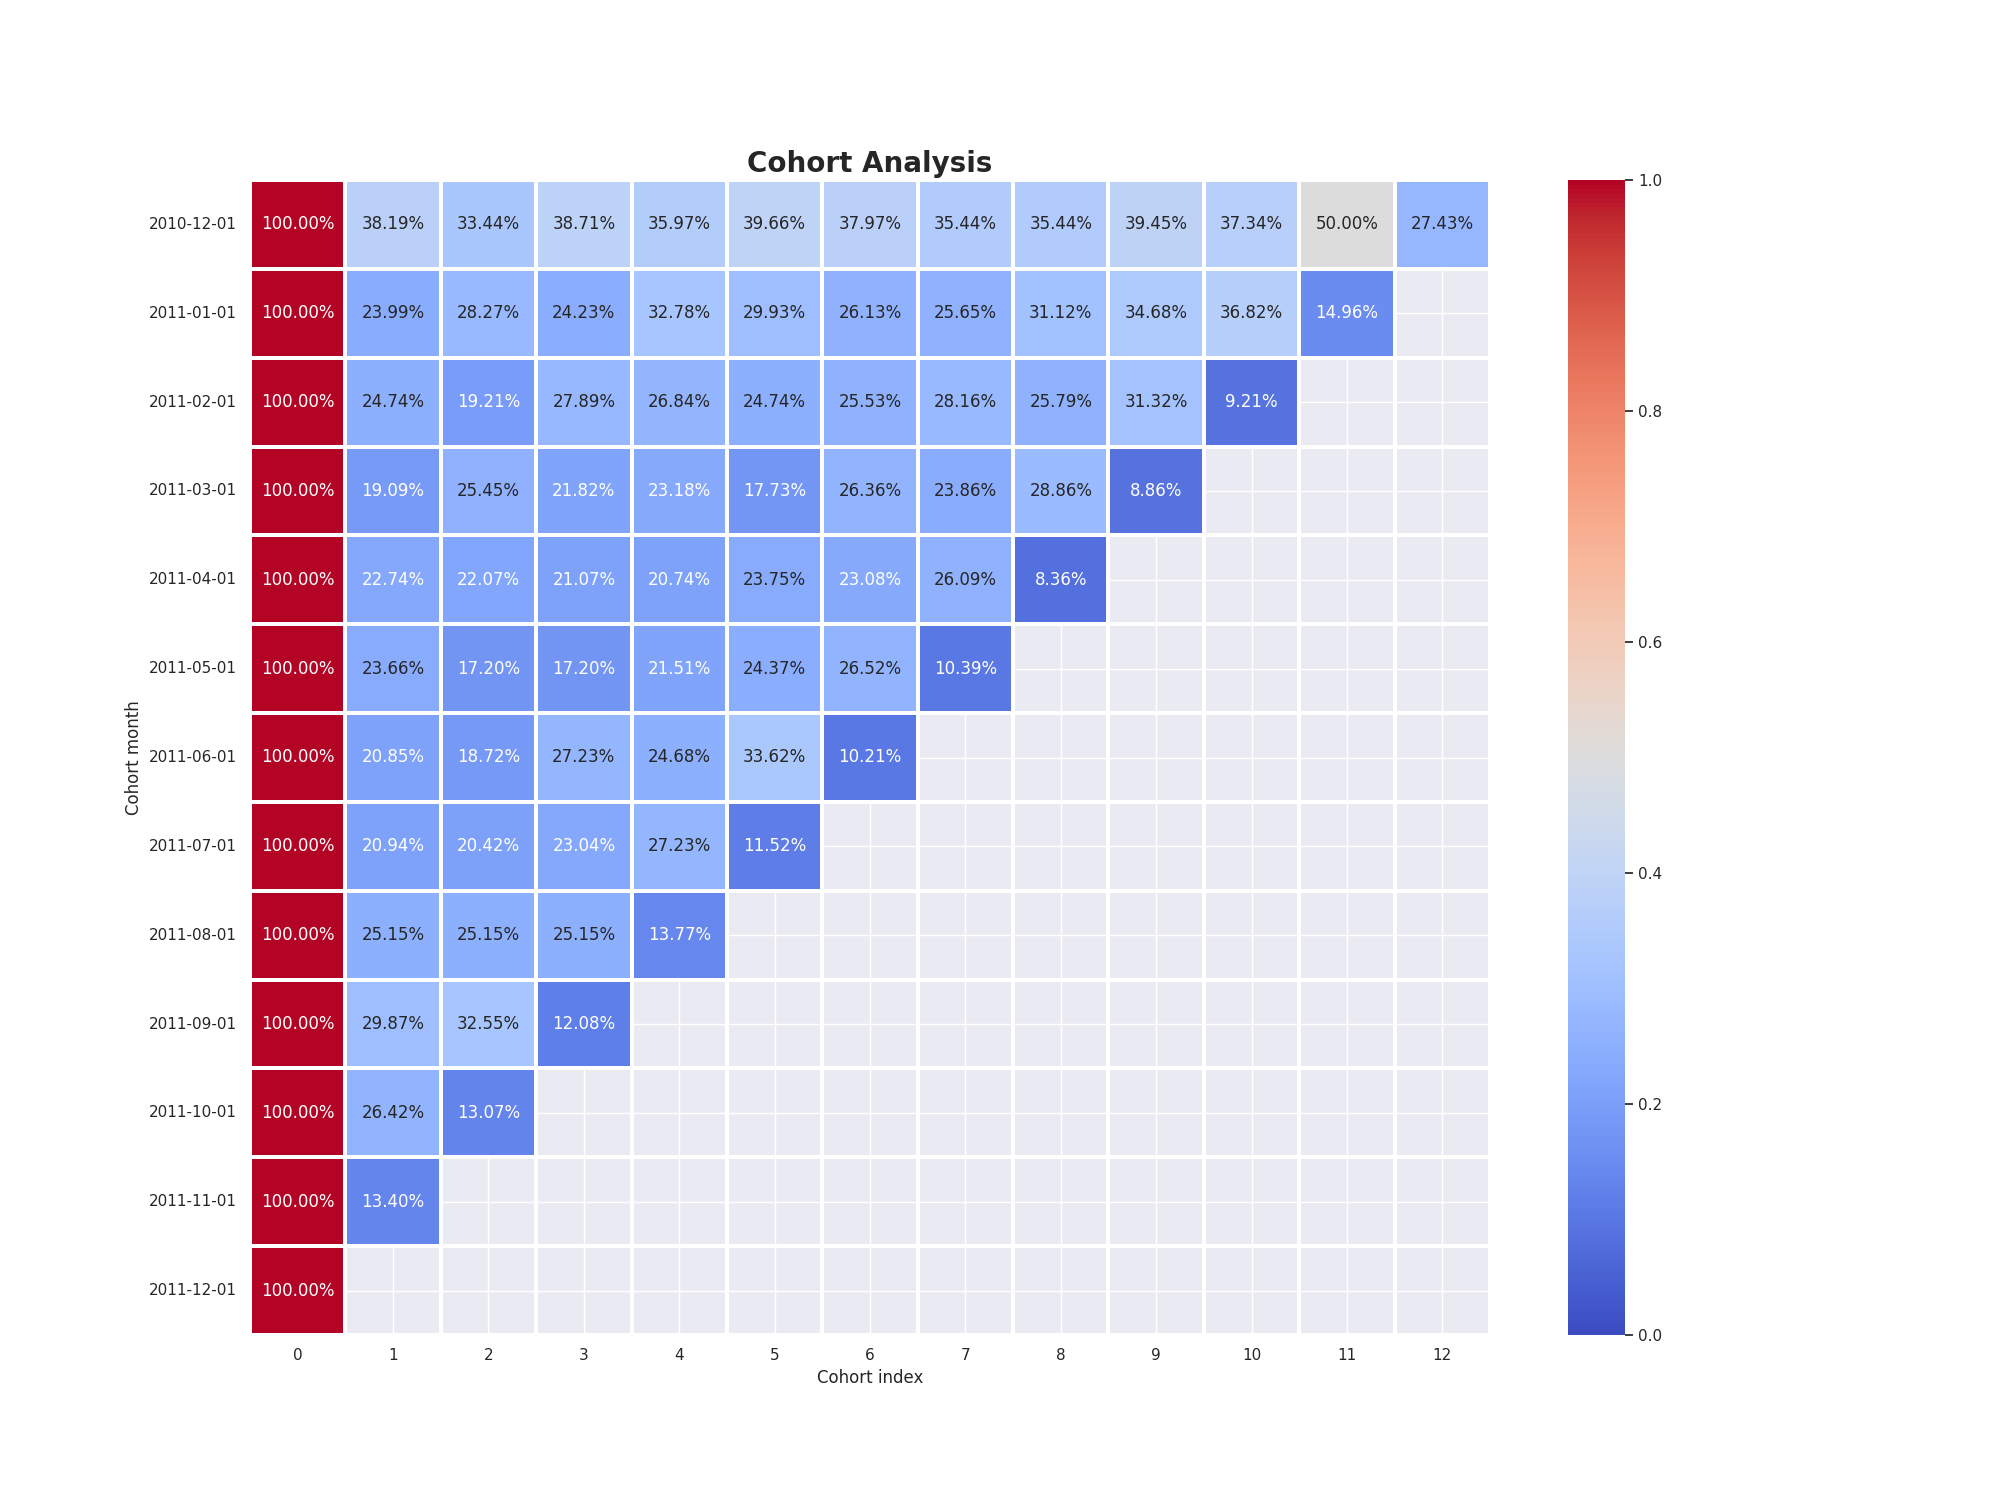 Cohort Analysis
2010-12-01 100.00% 38.19% 33.44% 38.71% 35.97% 39.66% 37.97% 35.44% 35.44% 39.45% 37.34% 50.00% 27.43%
2011-01-01 100.00% 23.99% 28.27% 24.23% 32.78% 29.93% 26.13% 25.65% 31.12% 34.68% 36.82% 14.96%
2011-02-01 100.00% 24.74% 19.21% 27.89% 26.84% 24.74% 25.53% 28.16% 25.79% 31.32% 9.21%
2011-03-01 100.00% 19.09% 25.45% 21.82% 23.18% 17.73% 26.36% 23.86% 28.86% 8.86%
2011-04-01 100.00% 22.74% 22.07% 21.07% 20.74% 23.75% 23.08% 26.09% 8.36%
2011-05-01 100.00% 23.66% 17.20% 17.20% 21.51% 24.37% 26.52% 10.39%
2011-06-01 100.00% 20.85% 18.72% 27.23% 24.68% 33.62% 10.21%
2011-07-01 100.00% 20.94% 20.42% 23.04% 27.23% 11.52%
2011-08-01 100.00% 25.15% 25.15% 25.15% 13.77%
2011-09-01 100.00% 29.87% 32.55% 12.08%
2011-10-01 100.00% 26.42% 13.07%
2011-11-01 100.00% 13.40%
2011-12-01 100.00%
0 1 2 3 4 5 6 7 8 9 10 11 12
Cohort index
Cohort month
1.0
0.8
0.6
0.4
0.2
0.0